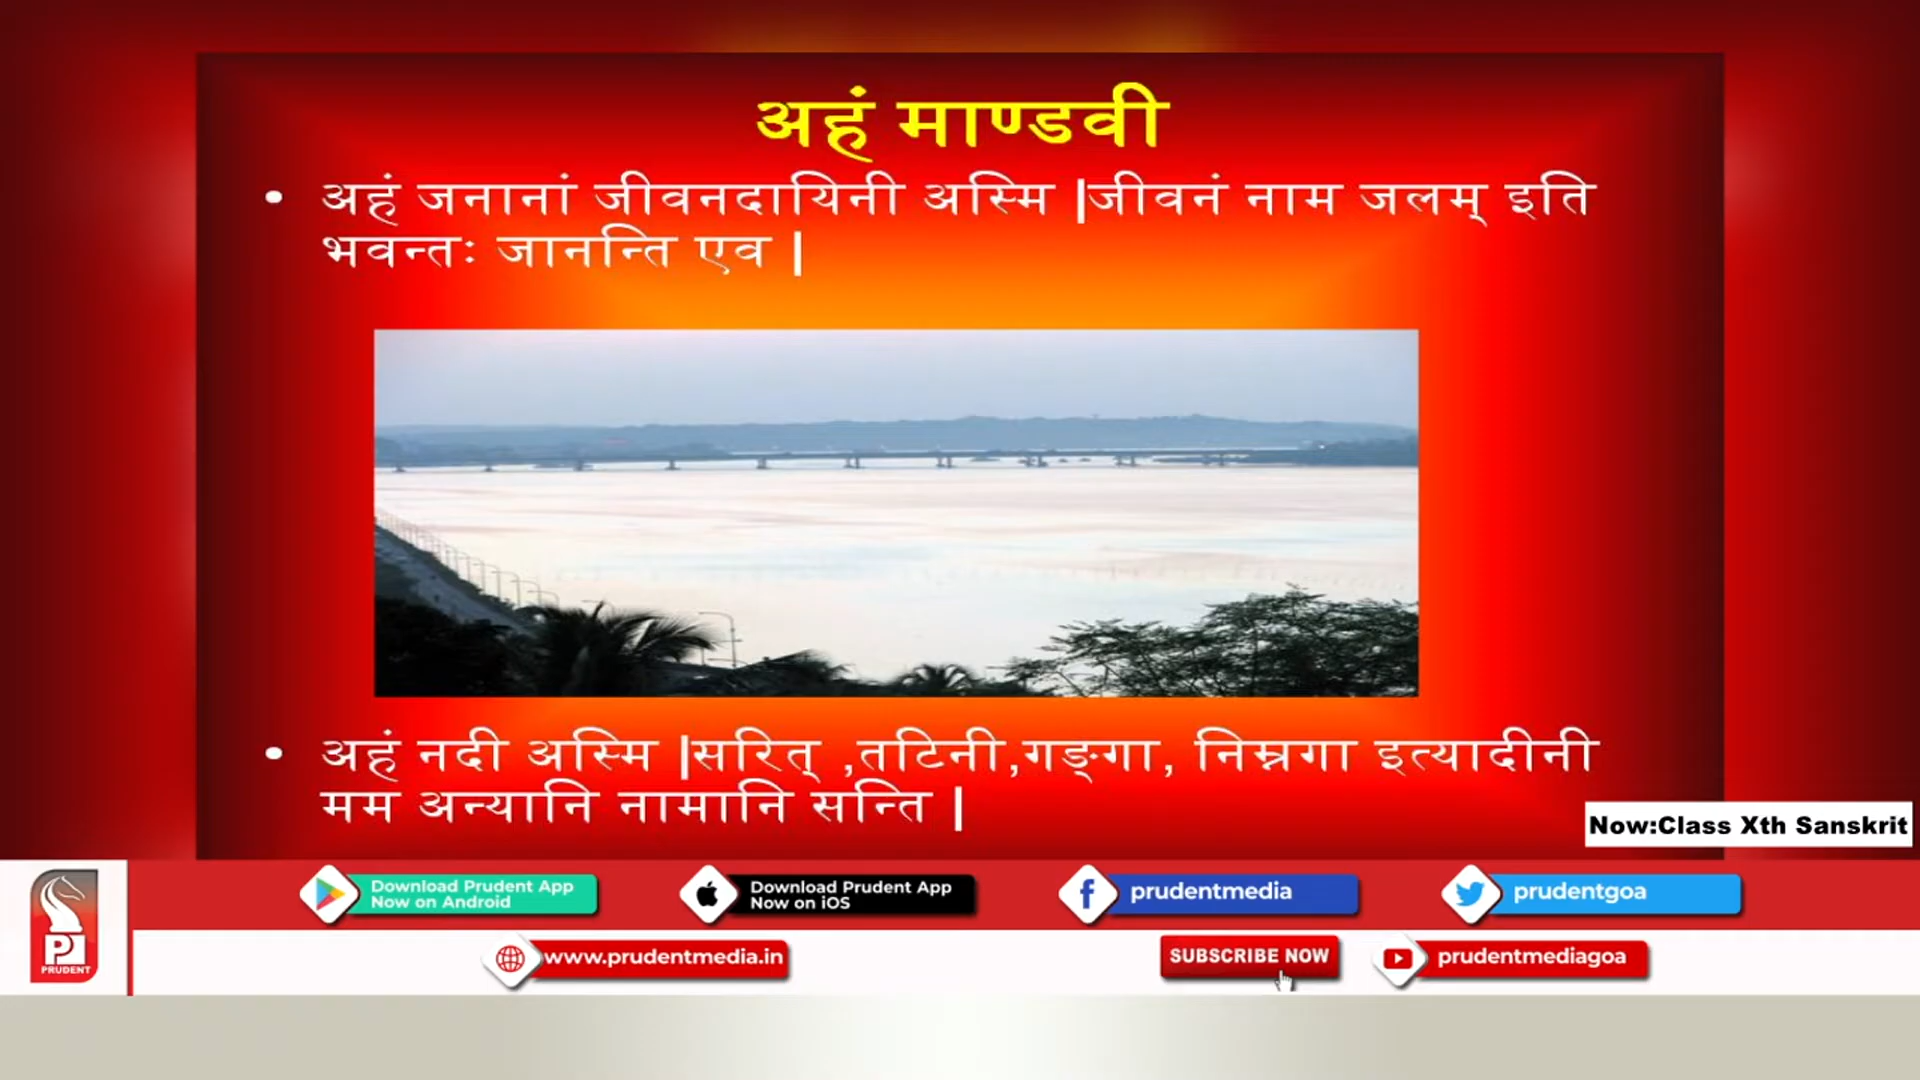 अहं माण्डवी
• अहं जनानां जीवनदायिनी अस्मि |जीवनं नाम जलम् इति
भवन्तः जानन्ति एव |
• अहं नदी अस्मि |सरित् ,तटिनी,गङ्गा, निम्नगा इत्यादीनी
मम अन्यानि नामानि सन्ति |
Now:Class Xth Sanskrit
Download Prudent App
Now on Android
Download Prudent App
Now on iOS
prudentmedia
prudentgoa
PRUDENT
www.prudentmedia.in
SUBSCRIBE NOW
prudentmediagoa